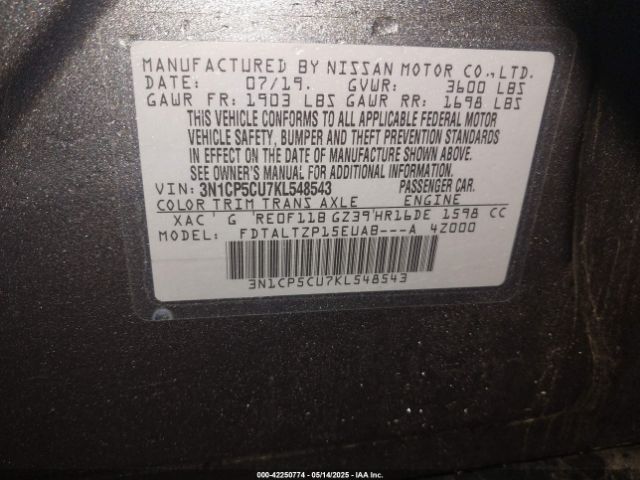 MANUFACTURED BY NISSAN MOTOR CO.,LTD.
DATE: 07/19. GVWR: 3600 LBS
GAWR FR: 1903 LBS GAWR RR: 1698 LBS
THIS VEHICLE CONFORMS TO ALL APPLICABLE FEDERAL MOTOR
VEHICLE SAFETY, BUMPER AND THEFT PREVENTION STANDARDS
IN EFFECT ON THE DATE OF MANUFACTURE SHOWN ABOVE.
SEE OWNER'S MANUAL FOR ADDITIONAL INFORMATION.
VIN: 3N1CP5CU7KL548543 PASSENGER CAR.
COLOR TRIM TRANS AXLE ENGINE
XAC ' G 'RE0F11B GZ39'HR16DE 1598 CC
MODEL: FDTALTZP15EUAB---A 4Z000
3N1CP5CU7KL548543
000-42250774 - 05/14/2025 - IAA Inc.